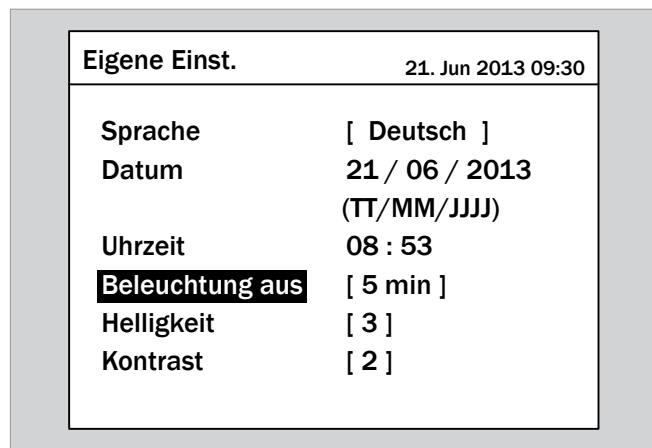 Eigene Einst. 21. Jun 2013 09:30
Sprache [ Deutsch ]
Datum 21 / 06 / 2013
(TT/MM/JJJJ)
Uhrzeit 08 : 53
Beleuchtung aus [ 5 min ]
Helligkeit [ 3 ]
Kontrast [ 2 ]